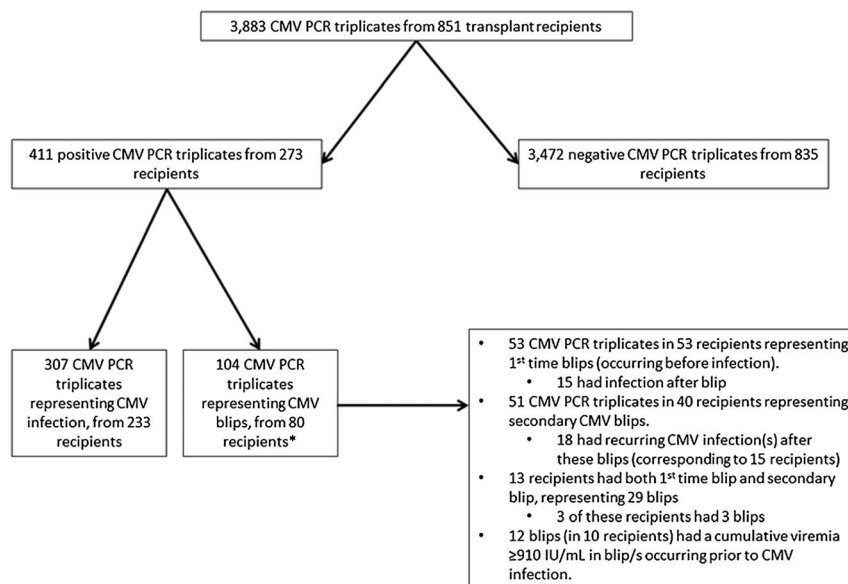 3,883 CMV PCR triplicates from 851 transplant recipients
411 positive CMV PCR triplicates from 273
recipients
3,472 negative CMV PCR triplicates from 835
recipients
307 CMV PCR
triplicates
representing CMV
infection, from 233
recipients
104 CMV PCR
triplicates
representing CMV
blips, from 80
recipients*
• 53 CMV PCR triplicates in 53 recipients representing
1st time blips (occurring before infection).
• 15 had infection after blip
• 51 CMV PCR triplicates in 40 recipients representing
secondary CMV blips.
• 18 had recurring CMV infection(s) after
these blips (corresponding to 15 recipients)
• 13 recipients had both 1st time blip and secondary
blip, representing 29 blips
• 3 of these recipients had 3 blips
• 12 blips (in 10 recipients) had a cumulative viremia
≥910 IU/mL in blip/s occurring prior to CMV
infection.